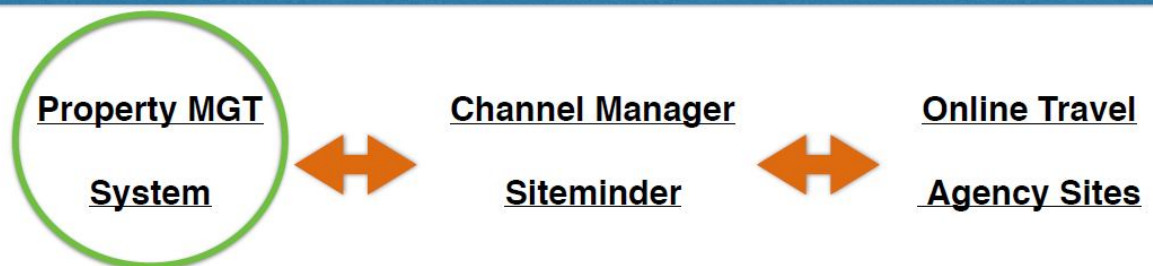 Property MGT
System
Channel Manager
Siteminder
Online Travel
Agency Sites